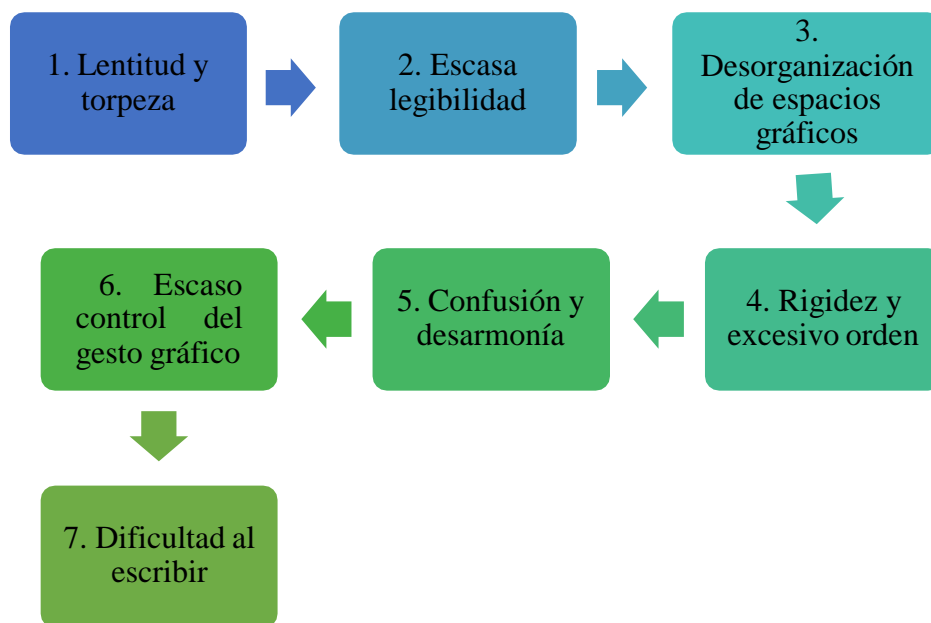 1. Lentitud y
torpeza
2. Escasa
legibilidad
3.
Desorganización
de espacios
gráficos
4. Rigidez y
excesivo orden
5. Confusión y
desarmonía
6. Escaso
control del
gesto gráfico
7. Dificultad al
escribir